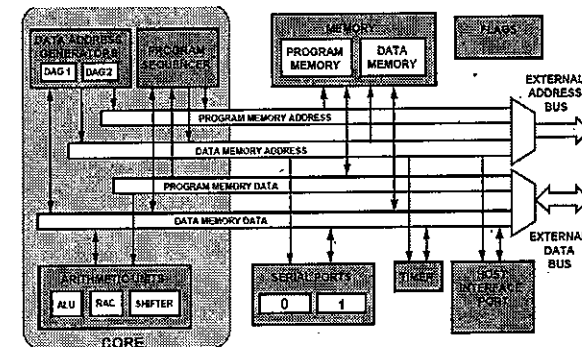 DATA ADDRESS
GENERATORS
DAG 1
DAG 2
PROGRAM
SEQUENCER
MEMORY
PROGRAM
MEMORY
DATA
MEMORY
FLAGS
EXTERNAL
ADDRESS
BUS
PROGRAM MEMORY ADDRESS
DATA MEMORY ADDRESS
PROGRAM MEMORY DATA
DATA MEMORY DATA
EXTERNAL
DATA
BUS
ARITHMETIC UNITS
ALU
RAC
SHIFTER
SERIAL PORTS
0
1
TIMER
HOST
INTERFACE
PORT
CORE